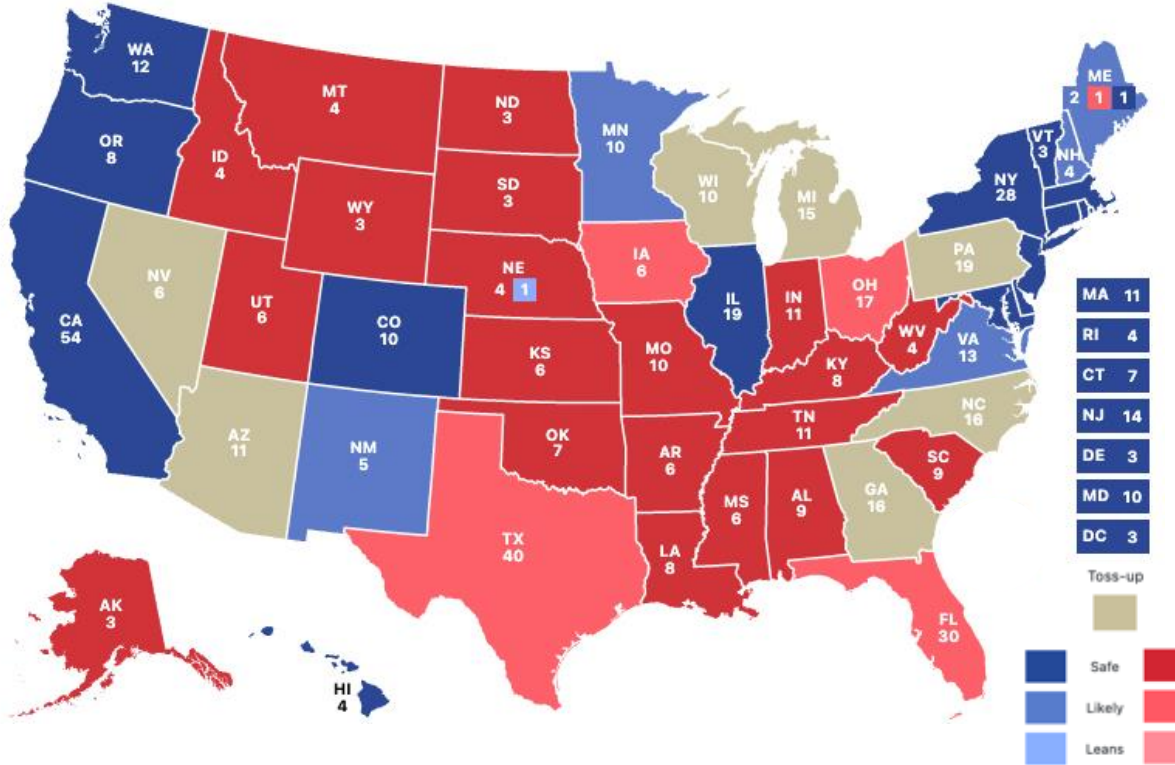 WA
12
OR
8
CA
54
NV
6
ID
4
MT
4
WY
3
UT
6
AZ
11
CO
10
NM
5
ND
3
SD
3
NE
4 1
KS
6
OK
7
TX
40
MN
10
IA
6
MO
10
AR
6
LA
8
WI
10
IL
19
MI
15
IN
11
OH
17
KY
8
TN
11
MS
6
AL
9
GA
16
FL
30
SC
9
NC
16
VA
13
WV
4
PA
19
NY
28
VT
3
NH
4
ME
2 1 1
AK
3
HI
4
MA 11
RI 4
CT 7
NJ 14
DE 3
MD 10
DC 3
Toss-up
Safe
Likely
Leans